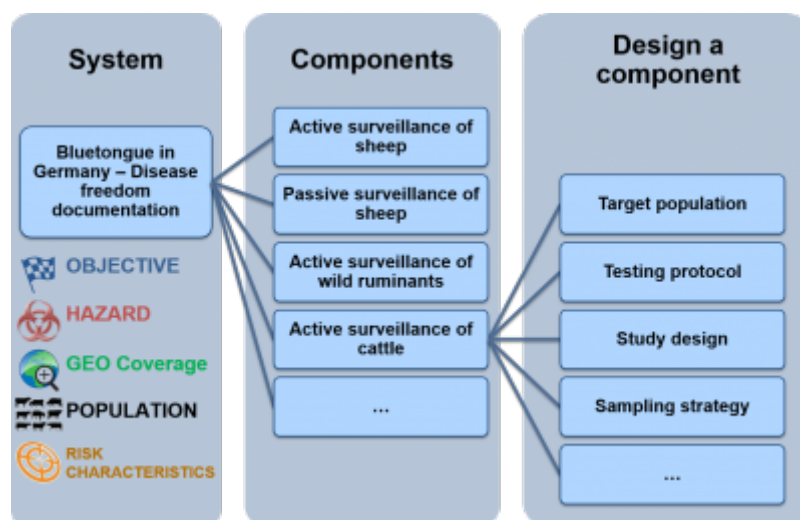 System
Bluetongue in
Germany – Disease
freedom
documentation
OBJECTIVE
HAZARD
GEO Coverage
POPULATION
RISK
CHARACTERISTICS
Components
Active surveillance of
sheep
Passive surveillance of
sheep
Active surveillance of
wild ruminants
Active surveillance of
cattle
...
Design a
component
Target population
Testing protocol
Study design
Sampling strategy
...